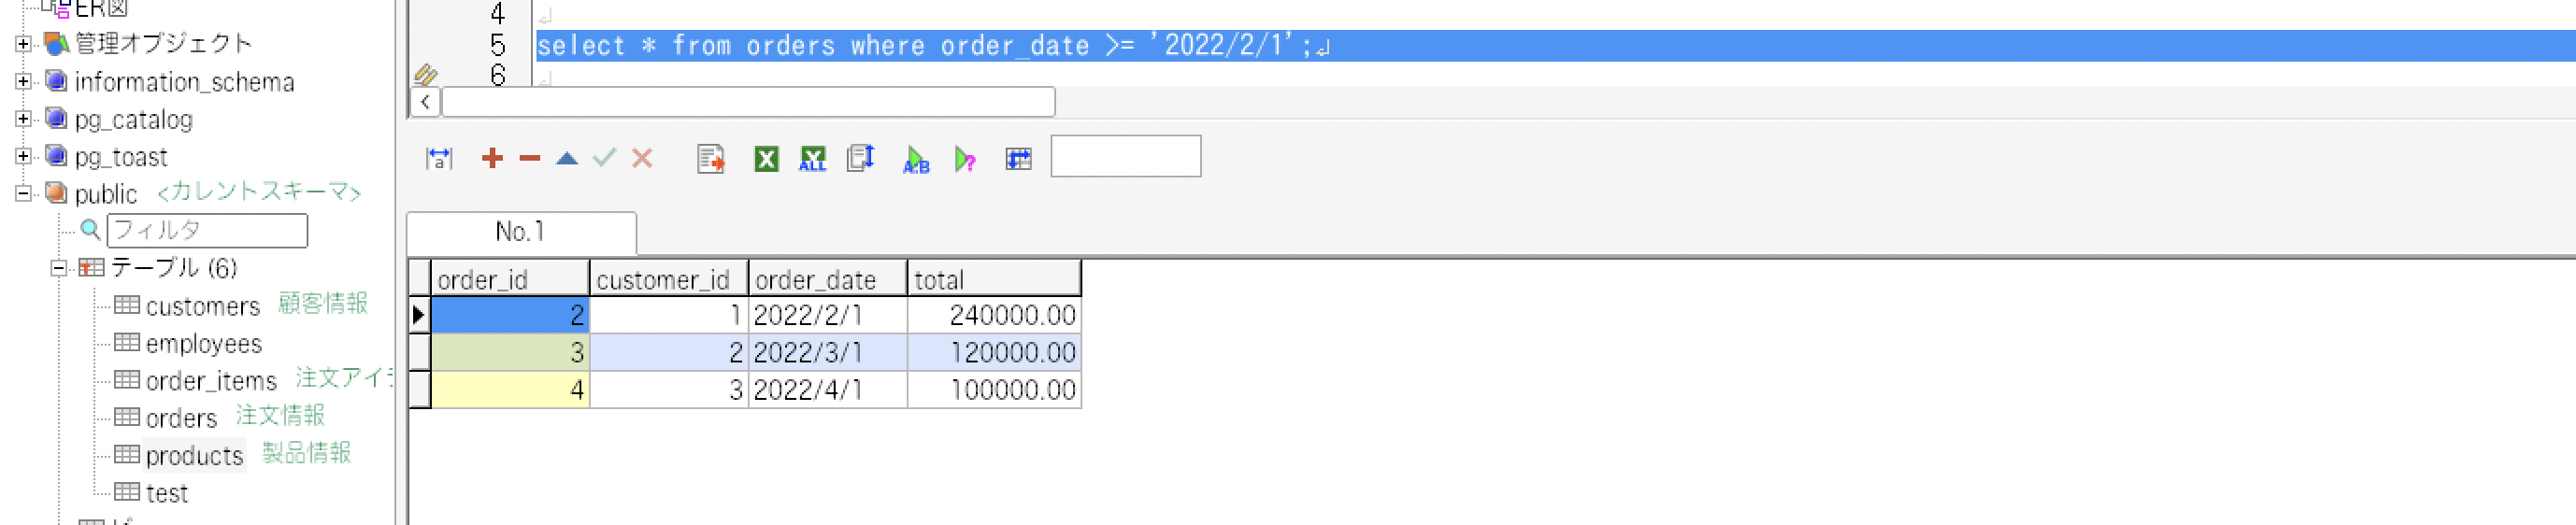 ER図
管理オブジェクト
information_schema
pg_catalog
pg_toast
public <カレントスキーマ>
フィルタ
テーブル (6)
customers 顧客情報
employees
order_items 注文アイ
orders 注文情報
products 製品情報
test
4
5 select * from orders where order_date >= '2022/2/1';
6
a
ALL
A:B
?
No.1
order_id customer_id order_date total
2 1 2022/2/1 240000.00
3 2 2022/3/1 120000.00
4 3 2022/4/1 100000.00